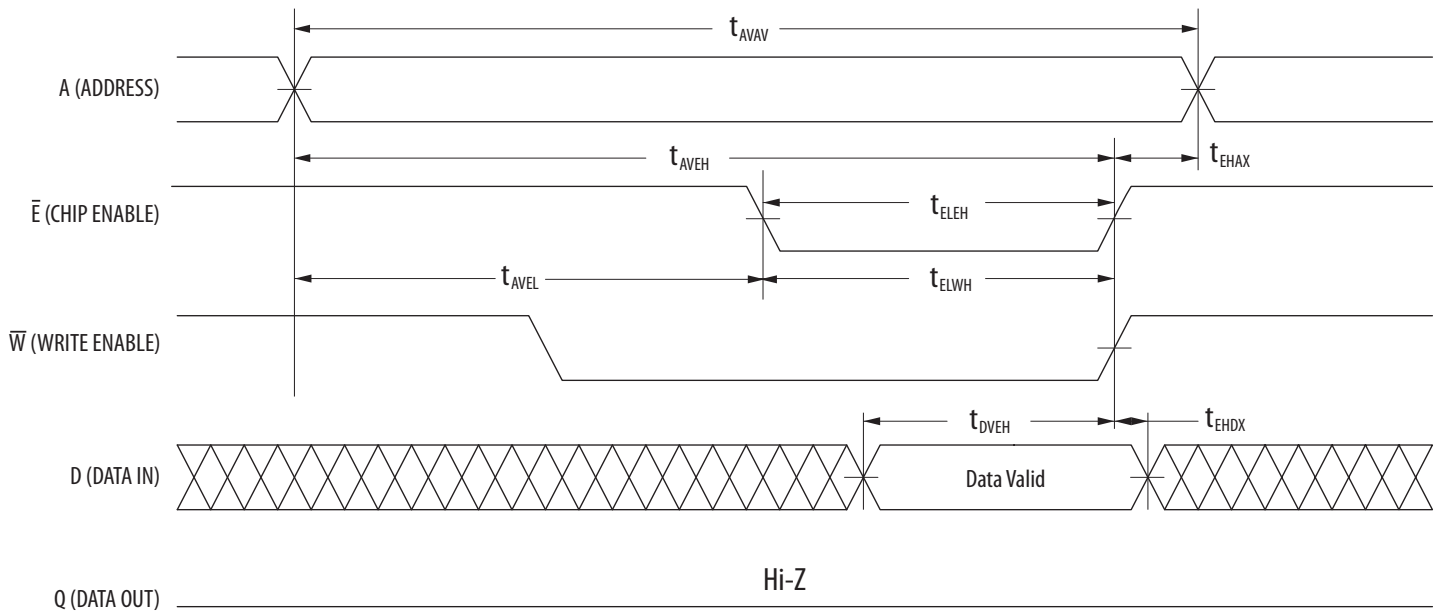 tAVAV
A (ADDRESS)
tAVEH
tEHAX
E̅ (CHIP ENABLE)
tELEH
tAVEL
tELWH
W̅ (WRITE ENABLE)
tDVEH
tEHDX
D (DATA IN)
Data Valid
Hi-Z
Q (DATA OUT)